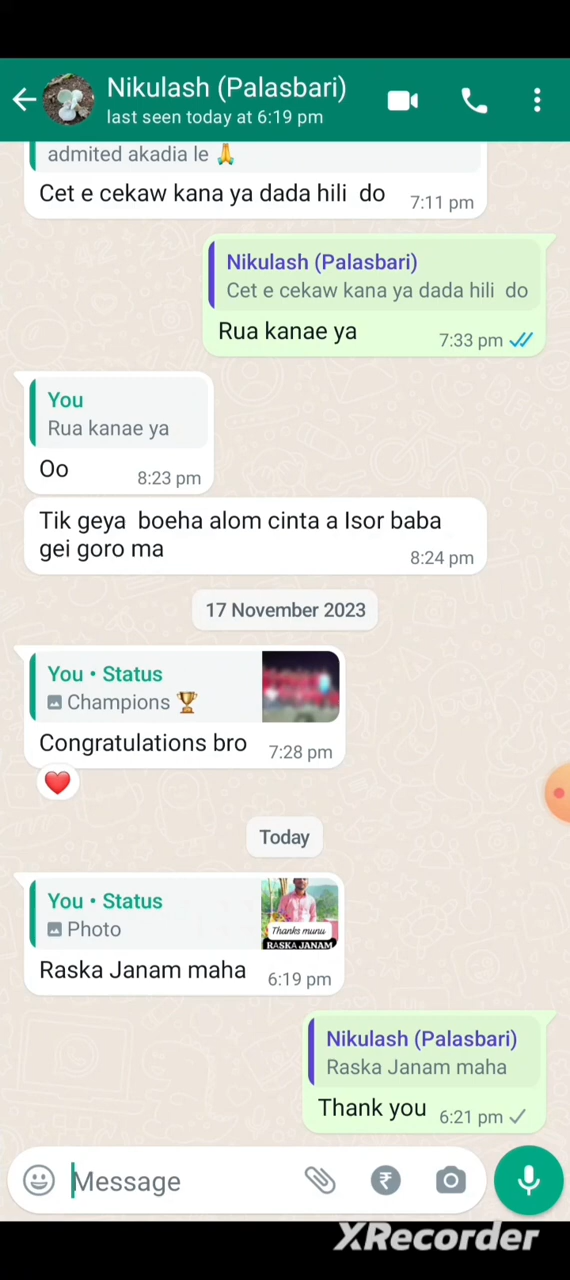 Nikulash (Palasbari)
last seen today at 6:19 pm
admited akadia le 🙏
Cet e cekaw kana ya dada hili do 7:11 pm
Nikulash (Palasbari)
Cet e cekaw kana ya dada hili do
Rua kanae ya 7:33 pm
You
Rua kanae ya
Oo 8:23 pm
Tik geya boeha alom cinta a Isor baba
gei goro ma 8:24 pm
17 November 2023
You • Status
Champions 🏆
Congratulations bro 7:28 pm
❤️
Today
You • Status
Photo
Thanks munu
RASKA JANAM
Raska Janam maha 6:19 pm
Nikulash (Palasbari)
Raska Janam maha
Thank you 6:21 pm
Message
XRecorder